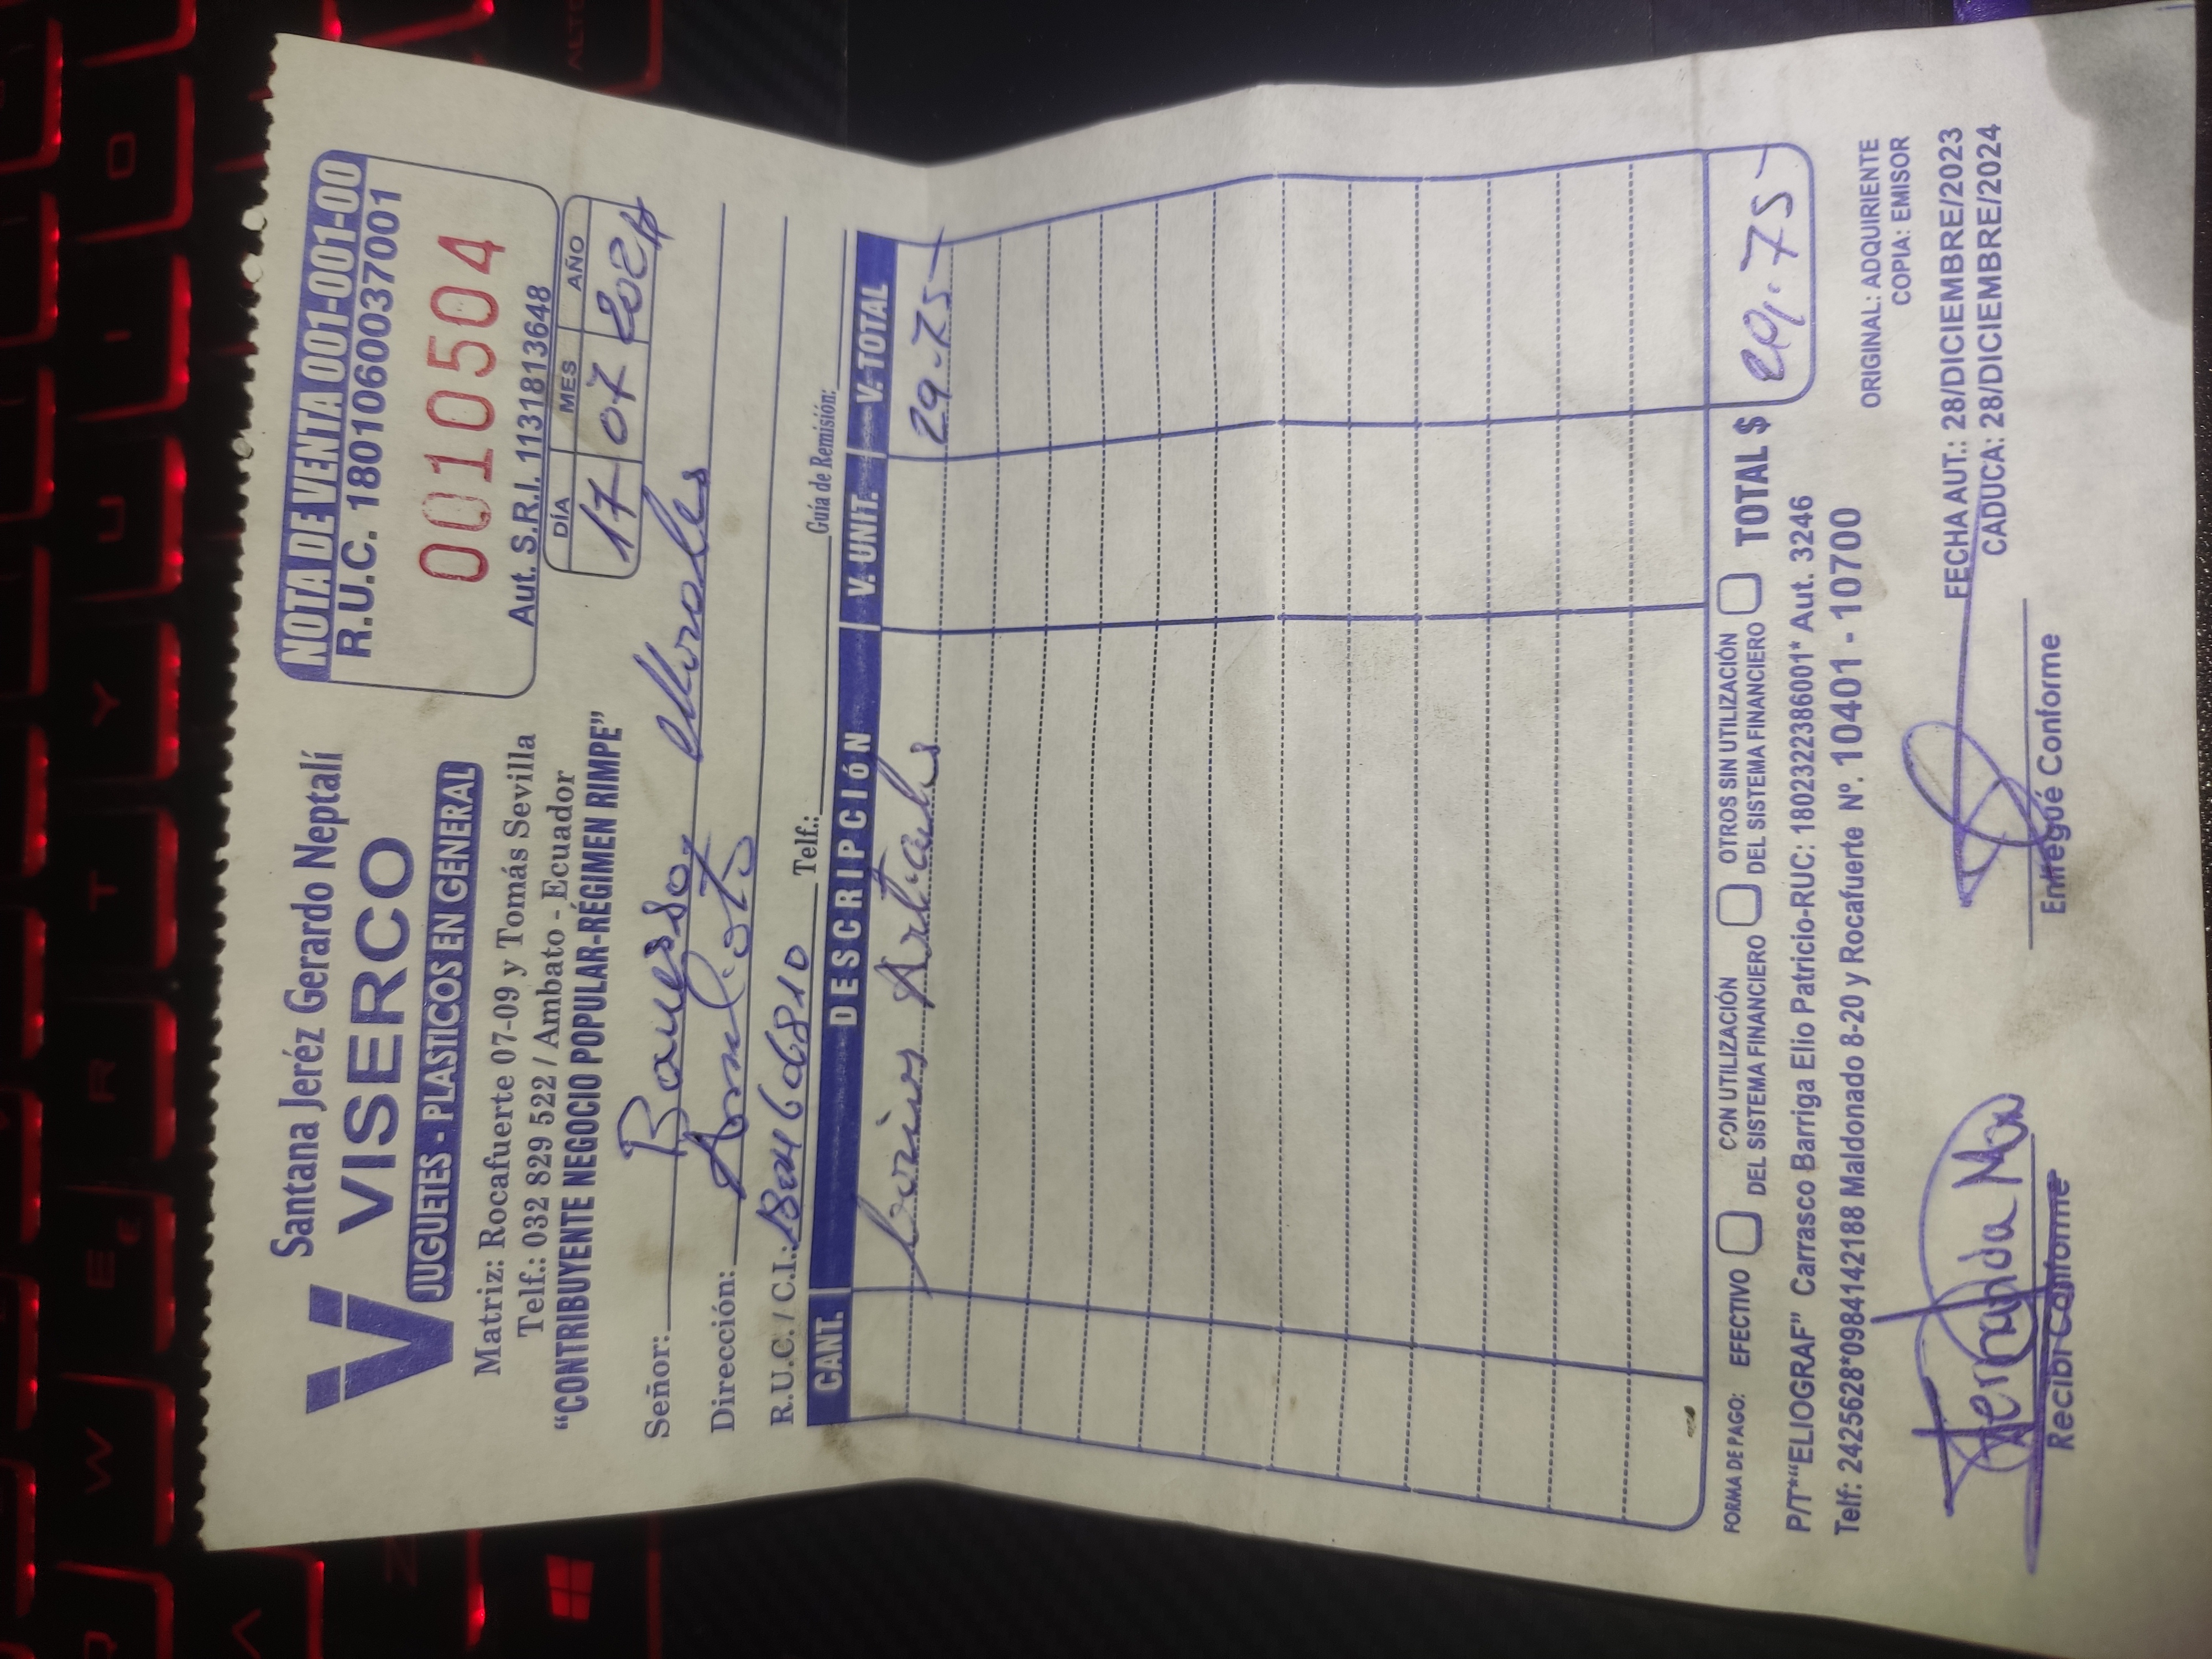 Q W E R T Y U I O
€
Santana Jeréz Gerardo Neptalí
V VISERCO
JUGUETES - PLASTICOS EN GENERAL
Matriz: Rocafuerte 07-09 y Tomás Sevilla
Telf.: 032 829 522 / Ambato - Ecuador
“CONTRIBUYENTE NEGOCIO POPULAR-RÉGIMEN RIMPE”
NOTA DE VENTA 001-001-00
R.U.C. 1801060037001
0010504
Aut. S.R.I. 1131813648
DÍA MES AÑO
17 07 2024
Señor: Banessa Morales
Dirección: Ambato
R.U.C. / C.I.: 1804606810 Telf.: Guía de Remisión:
CANT. DESCRIPCIóN V. UNIT. V. TOTAL
Varios Articulos 29.75
FORMA DE PAGO: EFECTIVO CON UTILIZACIÓN DEL SISTEMA FINANCIERO OTROS SIN UTILIZACIÓN DEL SISTEMA FINANCIERO TOTAL $ 29.75
P/T*“ELIOGRAF” Carrasco Barriga Elio Patricio-RUC: 1802322386001* Aut. 3246
Telf: 2425628*0984142188 Maldonado 8-20 y Rocafuerte Nº. 10401 - 10700
ORIGINAL: ADQUIRIENTE
COPIA: EMISOR
FECHA AUT.: 28/DICIEMBRE/2023
CADUCA: 28/DICIEMBRE/2024
Fernanda Mo
Recibí Conforme Entregué Conforme